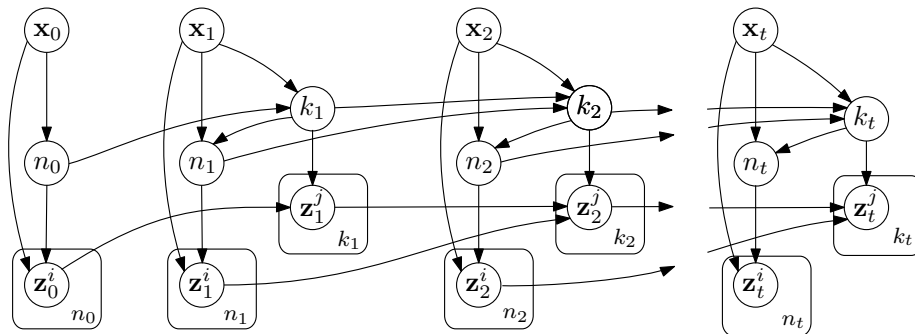 x₀ x₁ x₂ xₜ
k₁ k₂ kₜ
n₀ n₁ n₂ nₜ
z₁ʲ z₂ʲ zₜʲ
k₁ k₂ kₜ
z₀ⁱ z₁ⁱ z₂ⁱ zₜⁱ
n₀ n₁ n₂ nₜ